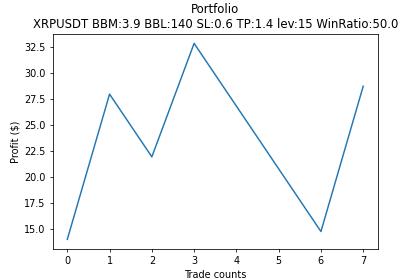 Portfolio
XRPUSDT BBM:3.9 BBL:140 SL:0.6 TP:1.4 lev:15 WinRatio:50.0
Profit ($)
32.5
30.0
27.5
25.0
22.5
20.0
17.5
15.0
0 1 2 3 4 5 6 7
Trade counts